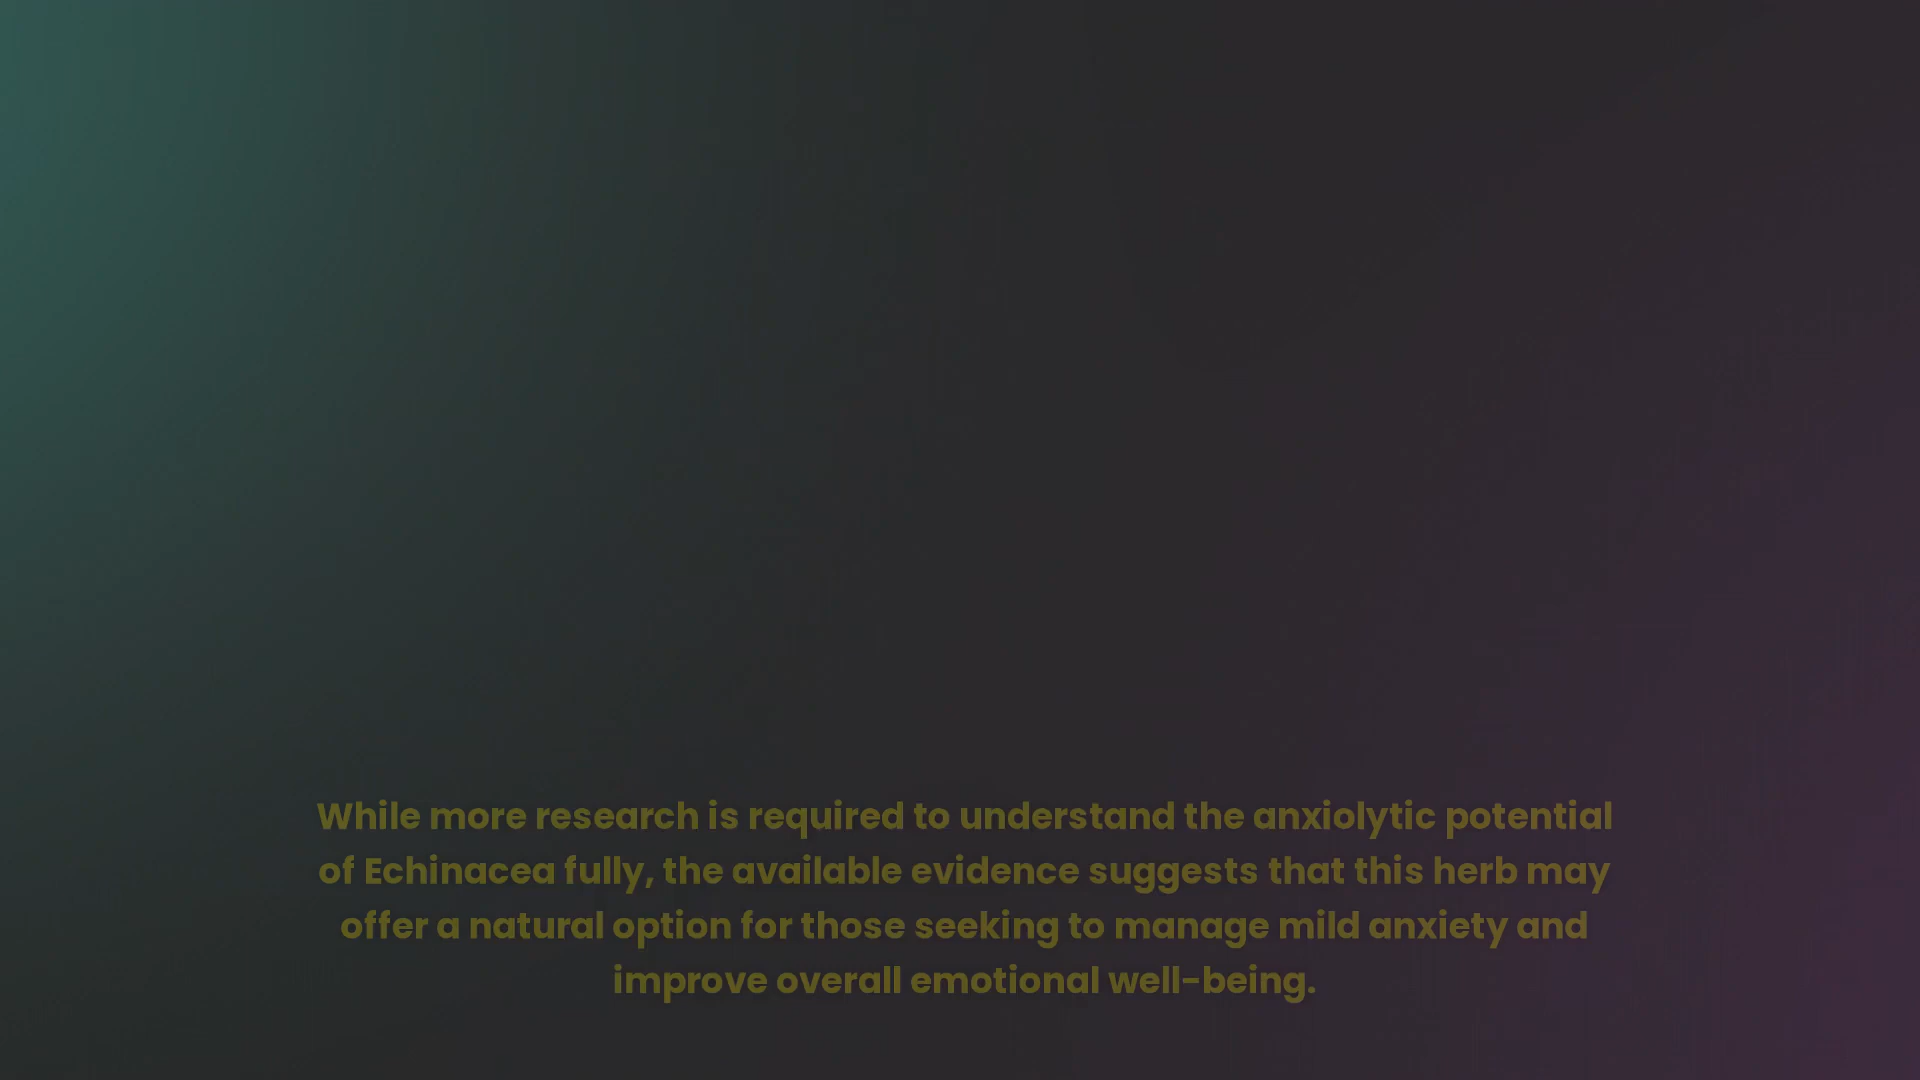 While more research is required to understand the anxiolytic potential
of Echinacea fully, the available evidence suggests that this herb may
offer a natural option for those seeking to manage mild anxiety and
improve overall emotional well-being.